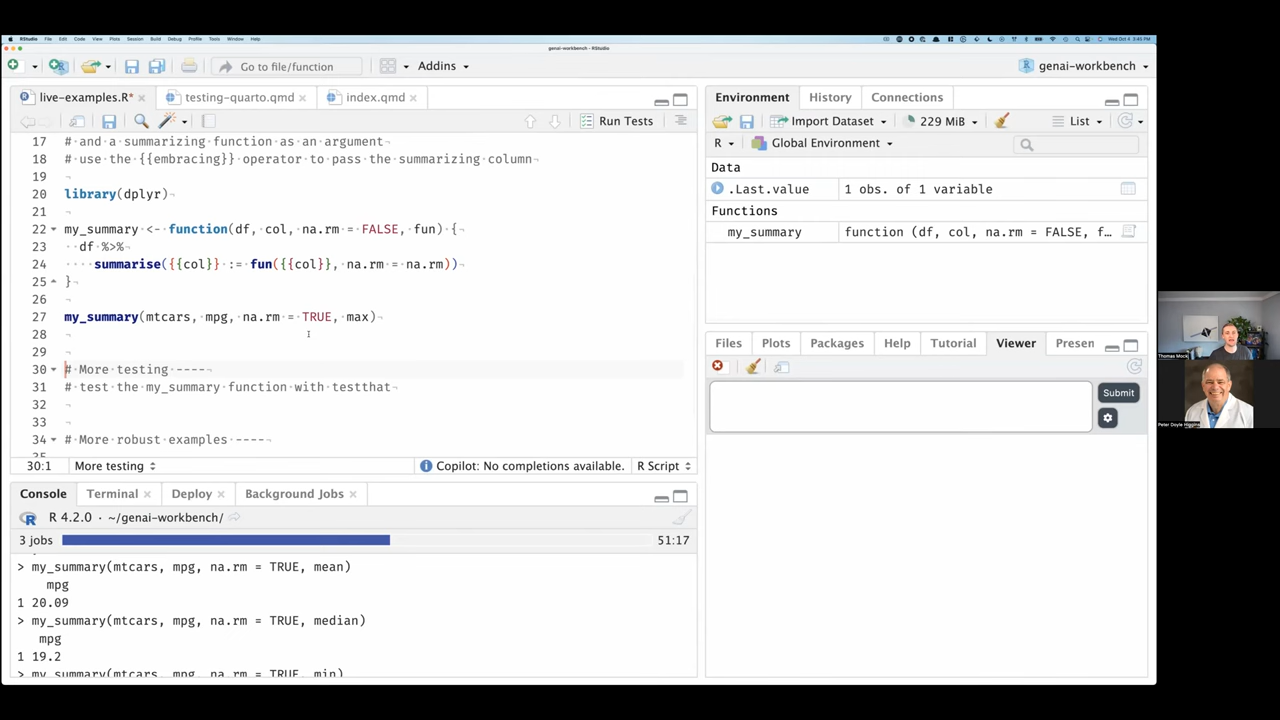 RStudio File Edit Code View Plots Session Build Debug Profile Tools Window Help
Wed Oct 4 3:45 PM
genai-workbench - RStudio
Go to file/function
Addins
genai-workbench
live-examples.R*
testing-quarto.qmd
index.qmd
Run Tests
17 # and a summarizing function as an argument
18 # use the {{embracing}} operator to pass the summarizing column
19
20 library(dplyr)
21
22 my_summary <- function(df, col, na.rm = FALSE, fun) {
23 df %>%
24 summarise({{col}} := fun({{col}}, na.rm = na.rm))
25 }
26
27 my_summary(mtcars, mpg, na.rm = TRUE, max)
28
29
30 # More testing ----
31 # test the my_summary function with testthat
32
33
34 # More robust examples ----
30:1 More testing
Copilot: No completions available.
R Script
Console Terminal Deploy Background Jobs
R 4.2.0 · ~/genai-workbench/
3 jobs 51:17
> my_summary(mtcars, mpg, na.rm = TRUE, mean)
mpg
1 20.09
> my_summary(mtcars, mpg, na.rm = TRUE, median)
mpg
1 19.2
> my_summary(mtcars, mpg, na.rm = TRUE, min)
Environment History Connections
Import Dataset 229 MiB List
R Global Environment
Data
.Last.value 1 obs. of 1 variable
Functions
my_summary function (df, col, na.rm = FALSE, f…
Files Plots Packages Help Tutorial Viewer Presen
Submit
Thomas Mock
Peter Doyle Higgins